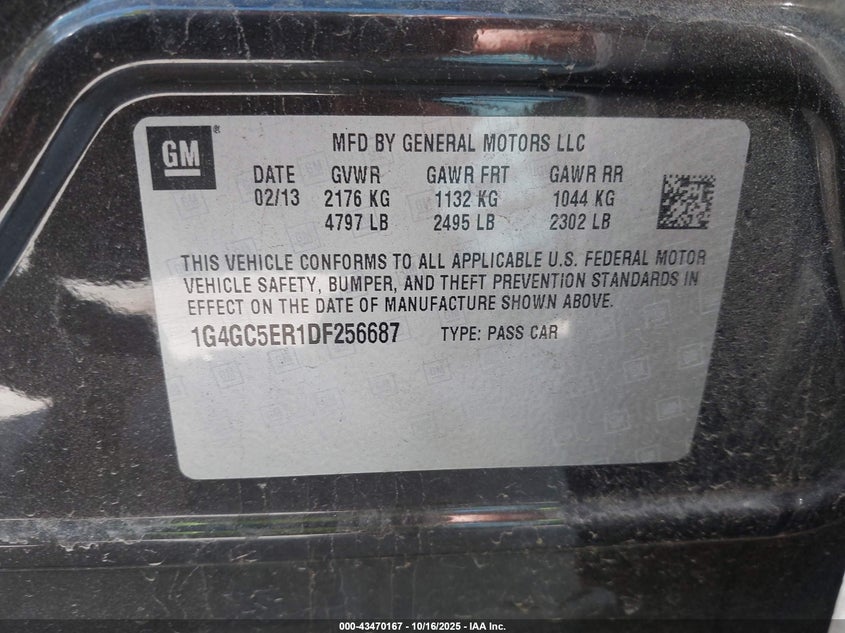 GM ®
MFD BY GENERAL MOTORS LLC
DATE GVWR GAWR FRT GAWR RR
02/13 2176 KG 1132 KG 1044 KG
4797 LB 2495 LB 2302 LB
THIS VEHICLE CONFORMS TO ALL APPLICABLE U.S. FEDERAL MOTOR
VEHICLE SAFETY, BUMPER, AND THEFT PREVENTION STANDARDS IN
EFFECT ON THE DATE OF MANUFACTURE SHOWN ABOVE.
1G4GC5ER1DF256687 TYPE: PASS CAR
000-43470167 - 10/16/2025 - IAA Inc.